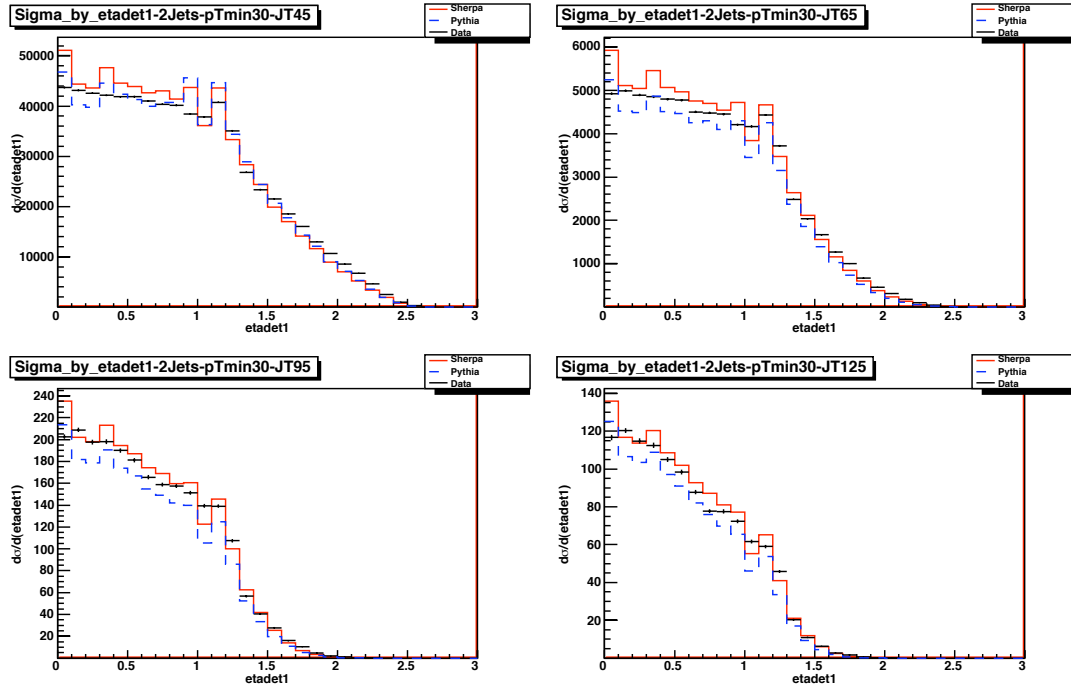 Sigma_by_etadet1-2Jets-pTmin30-JT45
Sherpa
Pythia
Data
dσ/d(etadet1)
50000
40000
30000
20000
10000
0 0.5 1 1.5 2 2.5 3
etadet1
Sigma_by_etadet1-2Jets-pTmin30-JT65
Sherpa
Pythia
Data
dσ/d(etadet1)
6000
5000
4000
3000
2000
1000
0 0.5 1 1.5 2 2.5 3
etadet1
Sigma_by_etadet1-2Jets-pTmin30-JT95
Sherpa
Pythia
Data
dσ/d(etadet1)
240
220
200
180
160
140
120
100
80
60
40
20
0 0.5 1 1.5 2 2.5 3
etadet1
Sigma_by_etadet1-2Jets-pTmin30-JT125
Sherpa
Pythia
Data
dσ/d(etadet1)
140
120
100
80
60
40
20
0 0.5 1 1.5 2 2.5 3
etadet1